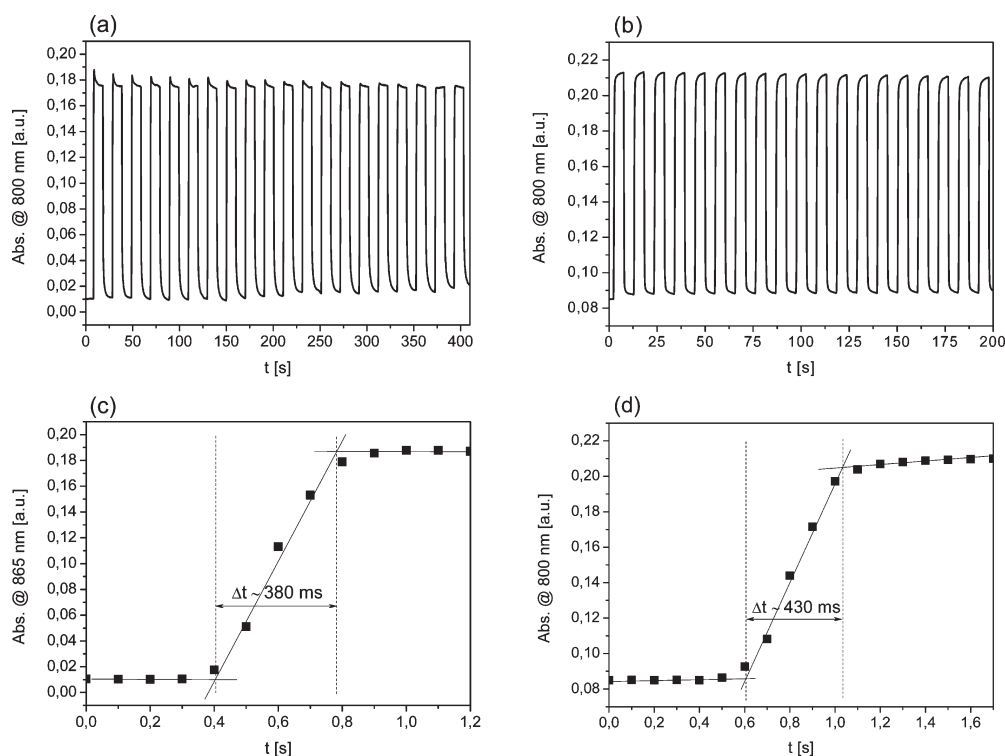 (a)
0,20
0,18
0,16
0,14
0,12
0,10
0,08
0,06
0,04
0,02
0,00
Abs. @ 800 nm [a.u.]
0 50 100 150 200 250 300 350 400
t [s]
(b)
0,22
0,20
0,18
0,16
0,14
0,12
0,10
0,08
Abs. @ 800 nm [a.u.]
0 25 50 75 100 125 150 175 200
t [s]
(c)
0,20
0,18
0,16
0,14
0,12
0,10
0,08
0,06
0,04
0,02
0,00
Abs. @ 865 nm [a.u.]
Δt ~ 380 ms
0,0 0,2 0,4 0,6 0,8 1,0 1,2
t [s]
(d)
0,22
0,20
0,18
0,16
0,14
0,12
0,10
0,08
Abs. @ 800 nm [a.u.]
Δt ~ 430 ms
0,0 0,2 0,4 0,6 0,8 1,0 1,2 1,4 1,6
t [s]